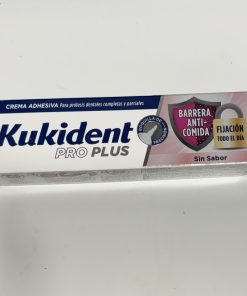 CREMA ADHESIVA Para prótesis dentales completas y parciales
Kukident
PRO PLUS
BARRERA
ANTI-
COMIDA
FIJACIÓN
TODO EL DÍA
Sin Sabor